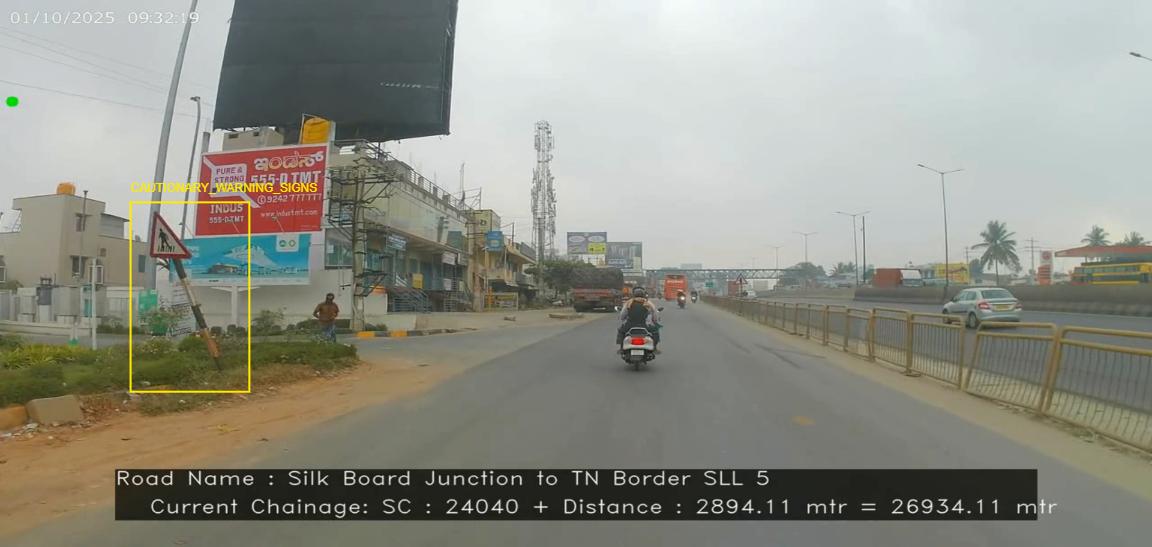 01/10/2025 09:32:19
CAUTIONARY_WARNING_SIGNS
PURE &
STRONG
ಇಂಡಸ್
555-D TMT
INDUS
555-D TMT
www.industmt.com
Road Name : Silk Board Junction to TN Border SLL 5
Current Chainage: SC : 24040 + Distance : 2894.11 mtr = 26934.11 mtr